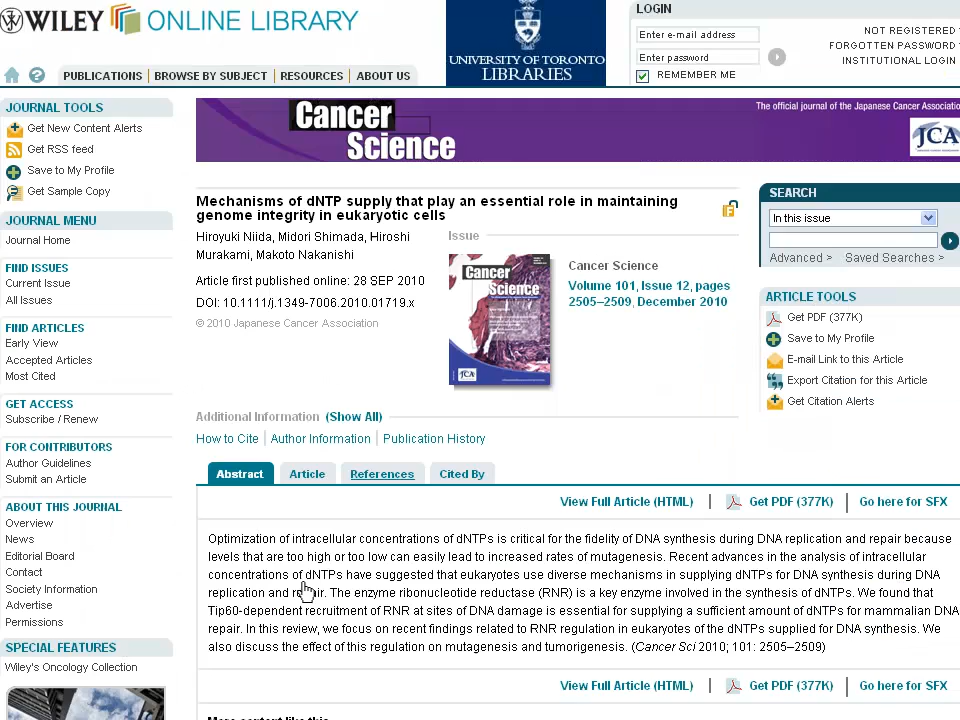 WILEY ONLINE LIBRARY
UNIVERSITY OF TORONTO
LIBRARIES
PUBLICATIONS | BROWSE BY SUBJECT | RESOURCES | ABOUT US
LOGIN
Enter e-mail address
Enter password
REMEMBER ME
NOT REGISTERED ?
FORGOTTEN PASSWORD ?
INSTITUTIONAL LOGIN
JOURNAL TOOLS
Get New Content Alerts
Get RSS feed
Save to My Profile
Get Sample Copy
JOURNAL MENU
Journal Home
FIND ISSUES
Current Issue
All Issues
FIND ARTICLES
Early View
Accepted Articles
Most Cited
GET ACCESS
Subscribe / Renew
FOR CONTRIBUTORS
Author Guidelines
Submit an Article
ABOUT THIS JOURNAL
Overview
News
Editorial Board
Contact
Society Information
Advertise
Permissions
SPECIAL FEATURES
Wiley's Oncology Collection
Cancer
Science
The official journal of the Japanese Cancer Associatio
JCA
Mechanisms of dNTP supply that play an essential role in maintaining
genome integrity in eukaryotic cells
Hiroyuki Niida, Midori Shimada, Hiroshi
Murakami, Makoto Nakanishi
Article first published online: 28 SEP 2010
DOI: 10.1111/j.1349-7006.2010.01719.x
© 2010 Japanese Cancer Association
Issue
Cancer
Science
JCA
Cancer Science
Volume 101, Issue 12, pages
2505–2509, December 2010
Additional Information (Show All)
How to Cite | Author Information | Publication History
Abstract Article References Cited By
View Full Article (HTML) | Get PDF (377K) | Go here for SFX
Optimization of intracellular concentrations of dNTPs is critical for the fidelity of DNA synthesis during DNA replication and repair because
levels that are too high or too low can easily lead to increased rates of mutagenesis. Recent advances in the analysis of intracellular
concentrations of dNTPs have suggested that eukaryotes use diverse mechanisms in supplying dNTPs for DNA synthesis during DNA
replication and repair. The enzyme ribonucleotide reductase (RNR) is a key enzyme involved in the synthesis of dNTPs. We found that
Tip60-dependent recruitment of RNR at sites of DNA damage is essential for supplying a sufficient amount of dNTPs for mammalian DNA
repair. In this review, we focus on recent findings related to RNR regulation in eukaryotes of the dNTPs supplied for DNA synthesis. We
also discuss the effect of this regulation on mutagenesis and tumorigenesis. (Cancer Sci 2010; 101: 2505–2509)
View Full Article (HTML) | Get PDF (377K) | Go here for SFX
More content like this
SEARCH
In this issue
Advanced > Saved Searches >
ARTICLE TOOLS
Get PDF (377K)
Save to My Profile
E-mail Link to this Article
Export Citation for this Article
Get Citation Alerts